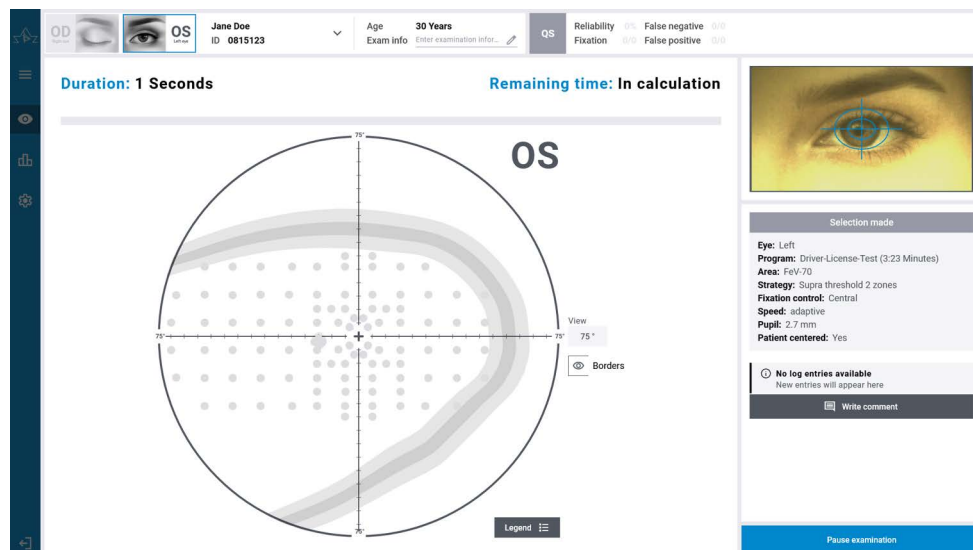 OD
Right eye
OS
Left eye
Jane Doe
ID 0815123
Age 30 Years
Exam info Enter examination infor...
QS
Reliability 0% False negative 0/0
Fixation 0/0 False positive 0/0
Duration: 1 Seconds
Remaining time: In calculation
OS
75°
75°
75°
75°
View
75 °
Borders
Legend
Selection made
Eye: Left
Program: Driver-License-Test (3:23 Minutes)
Area: FeV-70
Strategy: Supra threshold 2 zones
Fixation control: Central
Speed: adaptive
Pupil: 2.7 mm
Patient centered: Yes
No log entries available
New entries will appear here
Write comment
Pause examination